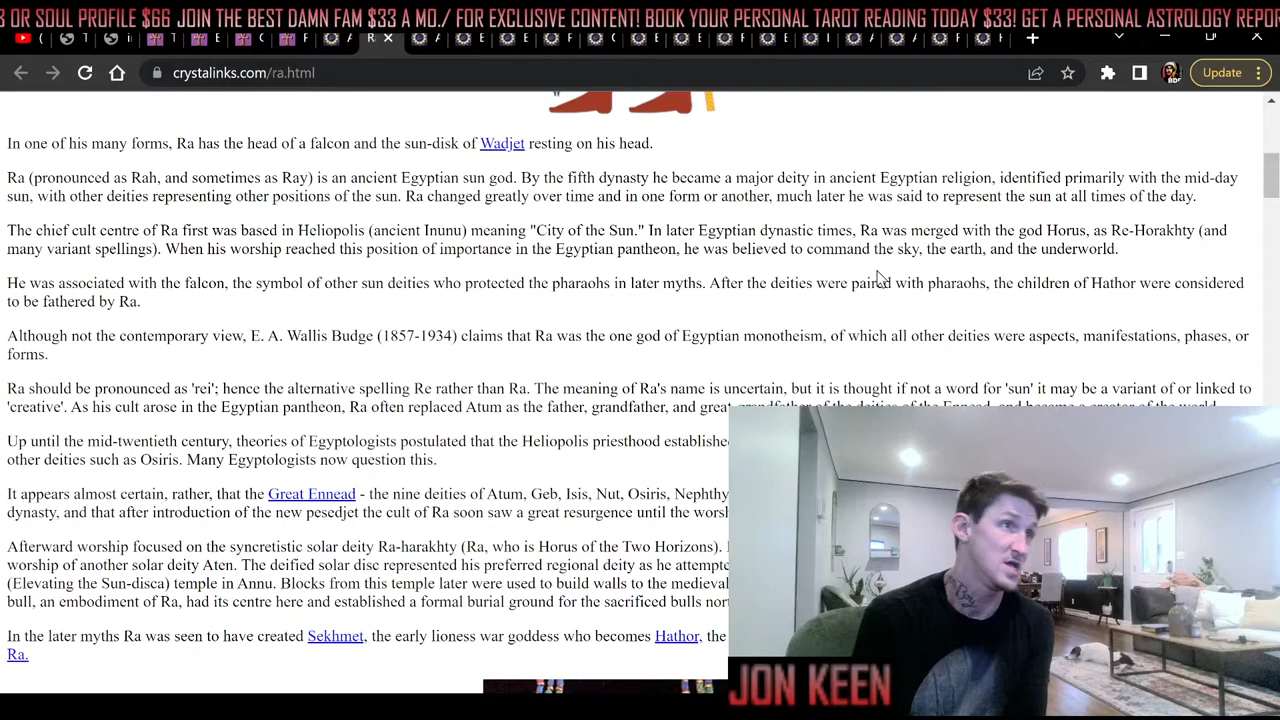 3 OR SOUL PROFILE $66 JOIN THE BEST DAMN FAM $33 A MO./ FOR EXCLUSIVE CONTENT! BOOK YOUR PERSONAL TAROT READING TODAY $33! GET A PERSONAL ASTROLOGY REPO
crystalinks.com/ra.html
Update
In one of his many forms, Ra has the head of a falcon and the sun-disk of Wadjet resting on his head.
Ra (pronounced as Rah, and sometimes as Ray) is an ancient Egyptian sun god. By the fifth dynasty he became a major deity in ancient Egyptian religion, identified primarily with the mid-day
sun, with other deities representing other positions of the sun. Ra changed greatly over time and in one form or another, much later he was said to represent the sun at all times of the day.
The chief cult centre of Ra first was based in Heliopolis (ancient Inunu) meaning "City of the Sun." In later Egyptian dynastic times, Ra was merged with the god Horus, as Re-Horakhty (and
many variant spellings). When his worship reached this position of importance in the Egyptian pantheon, he was believed to command the sky, the earth, and the underworld.
He was associated with the falcon, the symbol of other sun deities who protected the pharaohs in later myths. After the deities were paired with pharaohs, the children of Hathor were considered
to be fathered by Ra.
Although not the contemporary view, E. A. Wallis Budge (1857-1934) claims that Ra was the one god of Egyptian monotheism, of which all other deities were aspects, manifestations, phases, or
forms.
Ra should be pronounced as 'rei'; hence the alternative spelling Re rather than Ra. The meaning of Ra's name is uncertain, but it is thought if not a word for 'sun' it may be a variant of or linked to
'creative'. As his cult arose in the Egyptian pantheon, Ra often replaced Atum as the father, grandfather, and great grandfather of the deities of the Ennead, and became a creator of the world.
Up until the mid-twentieth century, theories of Egyptologists postulated that the Heliopolis priesthood established
other deities such as Osiris. Many Egyptologists now question this.
It appears almost certain, rather, that the Great Ennead - the nine deities of Atum, Geb, Isis, Nut, Osiris, Nephthy
dynasty, and that after introduction of the new pesedjet the cult of Ra soon saw a great resurgence until the worsh
Afterward worship focused on the syncretistic solar deity Ra-harakhty (Ra, who is Horus of the Two Horizons).
worship of another solar deity Aten. The deified solar disc represented his preferred regional deity as he attempte
(Elevating the Sun-disca) temple in Annu. Blocks from this temple later were used to build walls to the medieval
bull, an embodiment of Ra, had its centre here and established a formal burial ground for the sacrificed bulls nor
In the later myths Ra was seen to have created Sekhmet, the early lioness war goddess who becomes Hathor, the
Ra.
JON KEEN